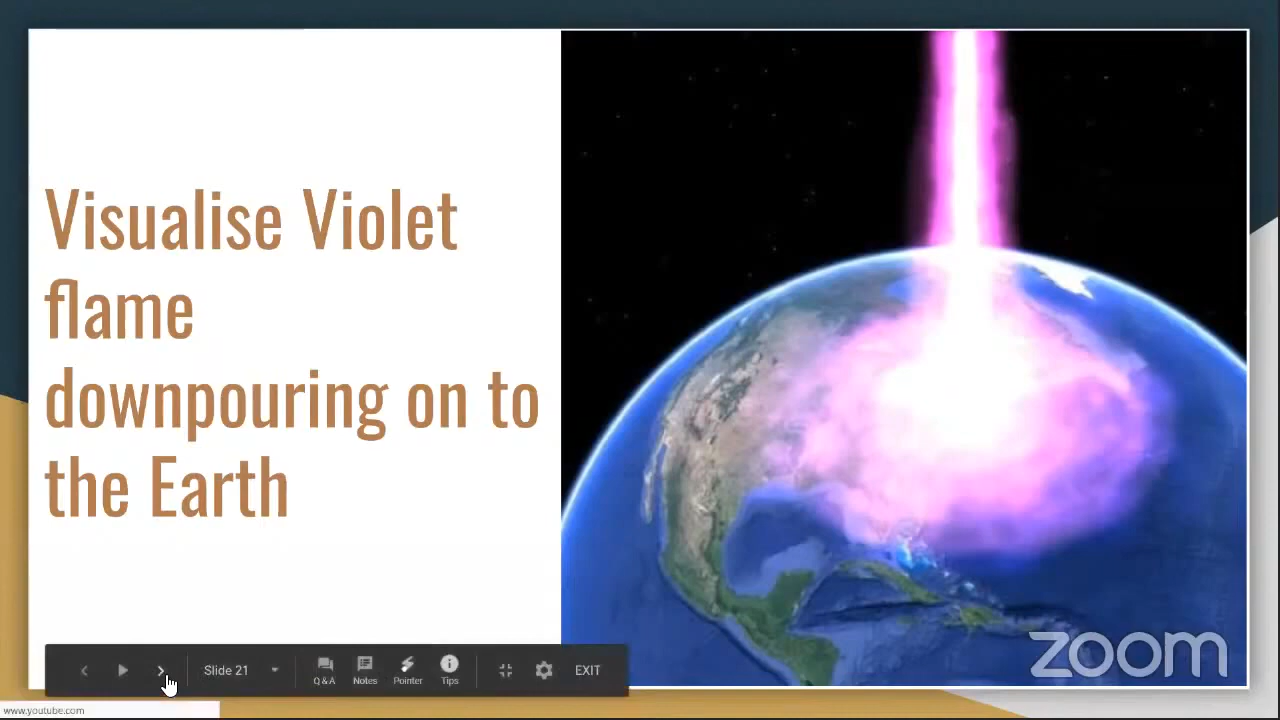 Visualise Violet
flame
downpouring on to
the Earth
zoom
Slide 21
Q & A
Notes
Pointer
Tips
EXIT
www.youtube.com